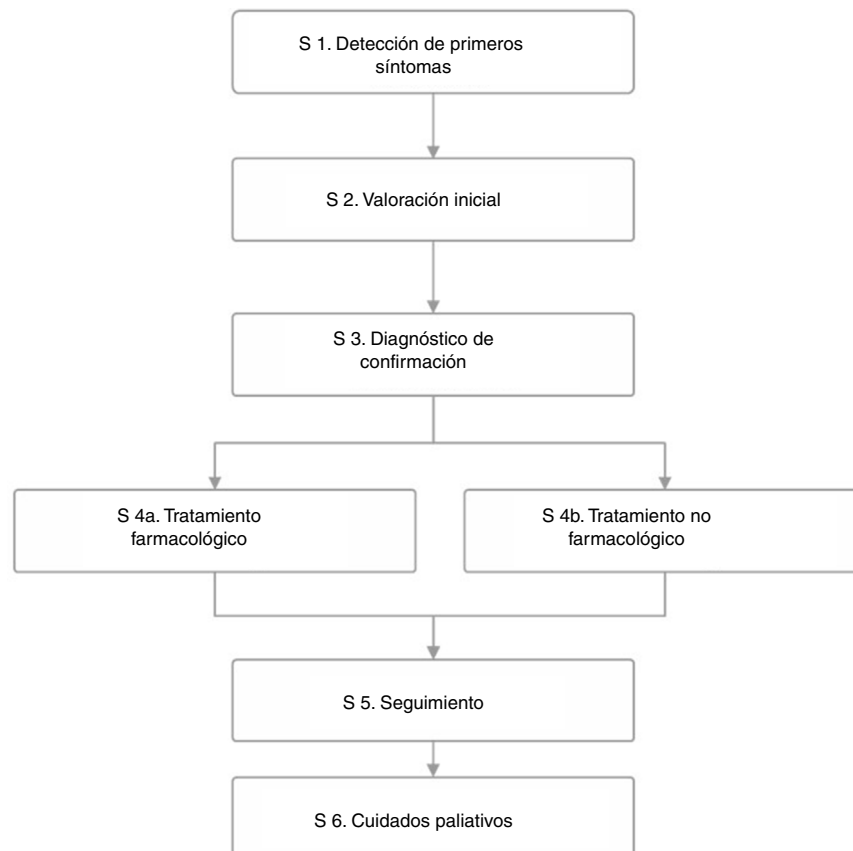 S 1. Detección de primeros
síntomas
S 2. Valoración inicial
S 3. Diagnóstico de
confirmación
S 4a. Tratamiento
farmacológico
S 4b. Tratamiento no
farmacológico
S 5. Seguimiento
S 6. Cuidados paliativos